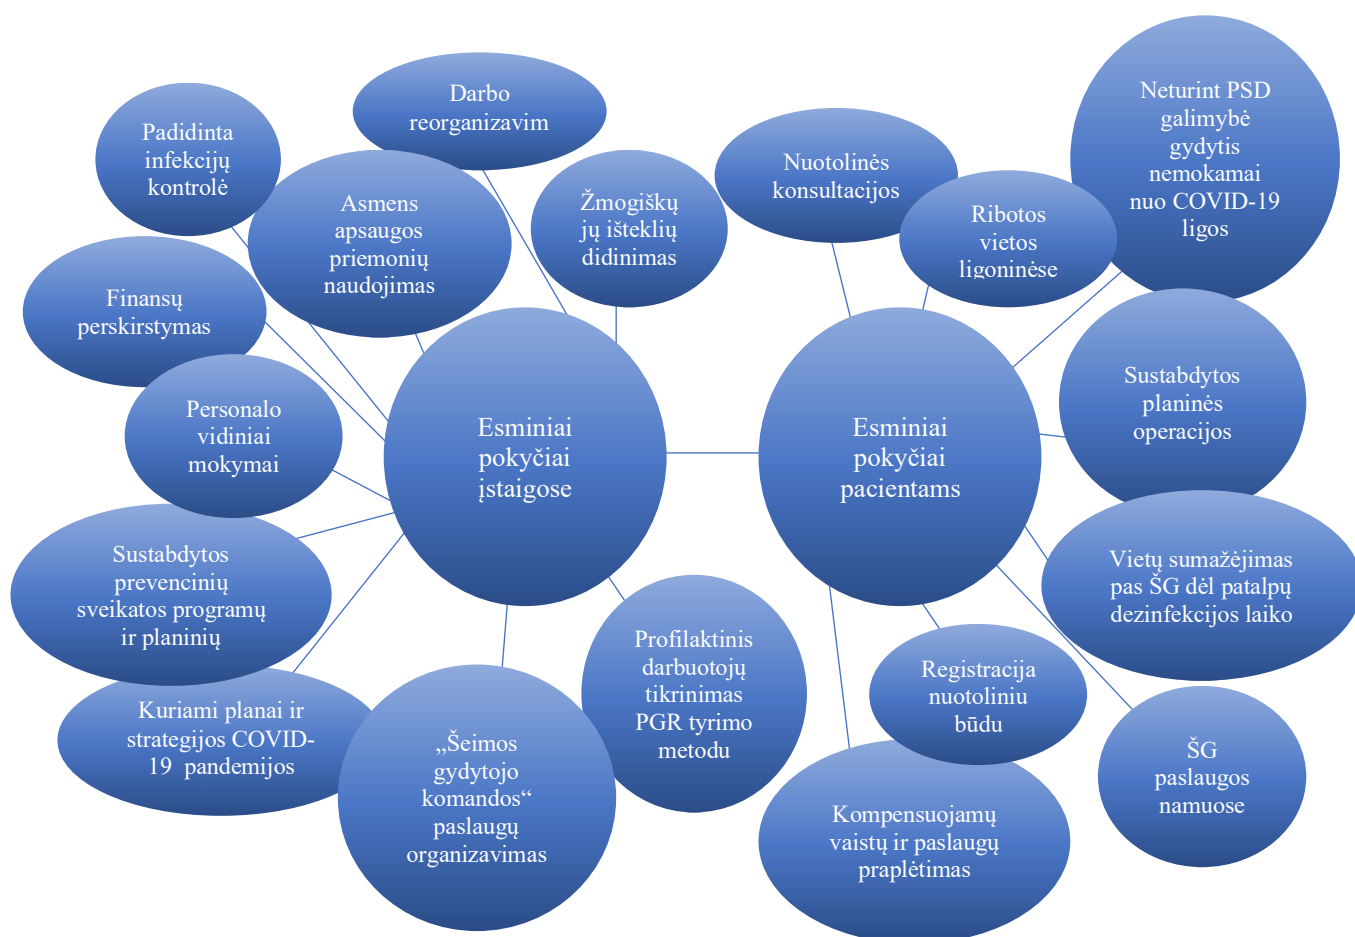 Darbo
reorganizavim
Padidinta
infekcijų
kontrolė
Asmens
apsaugos
priemonių
naudojimas
Žmogišku
jų išteklių
didinimas
Finansų
perskirstymas
Personalo
vidiniai
mokymai
Esminiai
pokyčiai
įstaigose
Sustabdytos
prevencinių
sveikatos programų
ir planinių
Kuriami planai ir
strategijos COVID-
19 pandemijos
„Šeimos
gydytojo
komandos“
paslaugų
organizavimas
Profilaktinis
darbuotojų
tikrinimas
PGR tyrimo
metodu
Nuotolinės
konsultacijos
Ribotos
vietos
ligoninėse
Neturint PSD
galimybė
gydytis
nemokamai
nuo COVID-19
ligos
Esminiai
pokyčiai
pacientams
Sustabdytos
planinės
operacijos
Vietų sumažėjimas
pas ŠG dėl patalpų
dezinfekcijos laiko
Registracija
nuotoliniu
būdu
ŠG
paslaugos
namuose
Kompensuojamų
vaistų ir paslaugų
praplėtimas